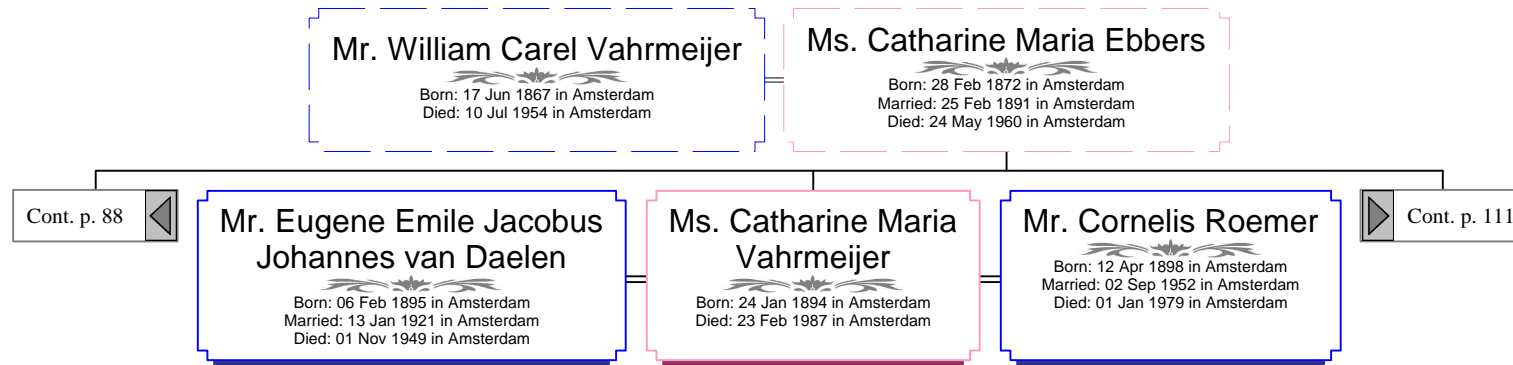 Mr. William Carel Vahrmeijer
Born: 17 Jun 1867 in Amsterdam
Died: 10 Jul 1954 in Amsterdam
Ms. Catharine Maria Ebbers
Born: 28 Feb 1872 in Amsterdam
Married: 25 Feb 1891 in Amsterdam
Died: 24 May 1960 in Amsterdam
Cont. p. 88
Mr. Eugene Emile Jacobus
Johannes van Daelen
Born: 06 Feb 1895 in Amsterdam
Married: 13 Jan 1921 in Amsterdam
Died: 01 Nov 1949 in Amsterdam
Ms. Catharine Maria
Vahrmeijer
Born: 24 Jan 1894 in Amsterdam
Died: 23 Feb 1987 in Amsterdam
Mr. Cornelis Roemer
Born: 12 Apr 1898 in Amsterdam
Married: 02 Sep 1952 in Amsterdam
Died: 01 Jan 1979 in Amsterdam
Cont. p. 111